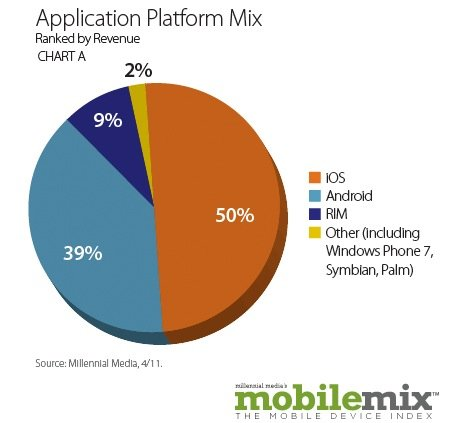 Application Platform Mix
Ranked by Revenue
CHART A
2%
9%
50%
39%
iOS
Android
RIM
Other (including
Windows Phone 7,
Symbian, Palm)
Source: Millennial Media, 4/11.
millennial media's
mobilemix™
THE MOBILE DEVICE INDEX